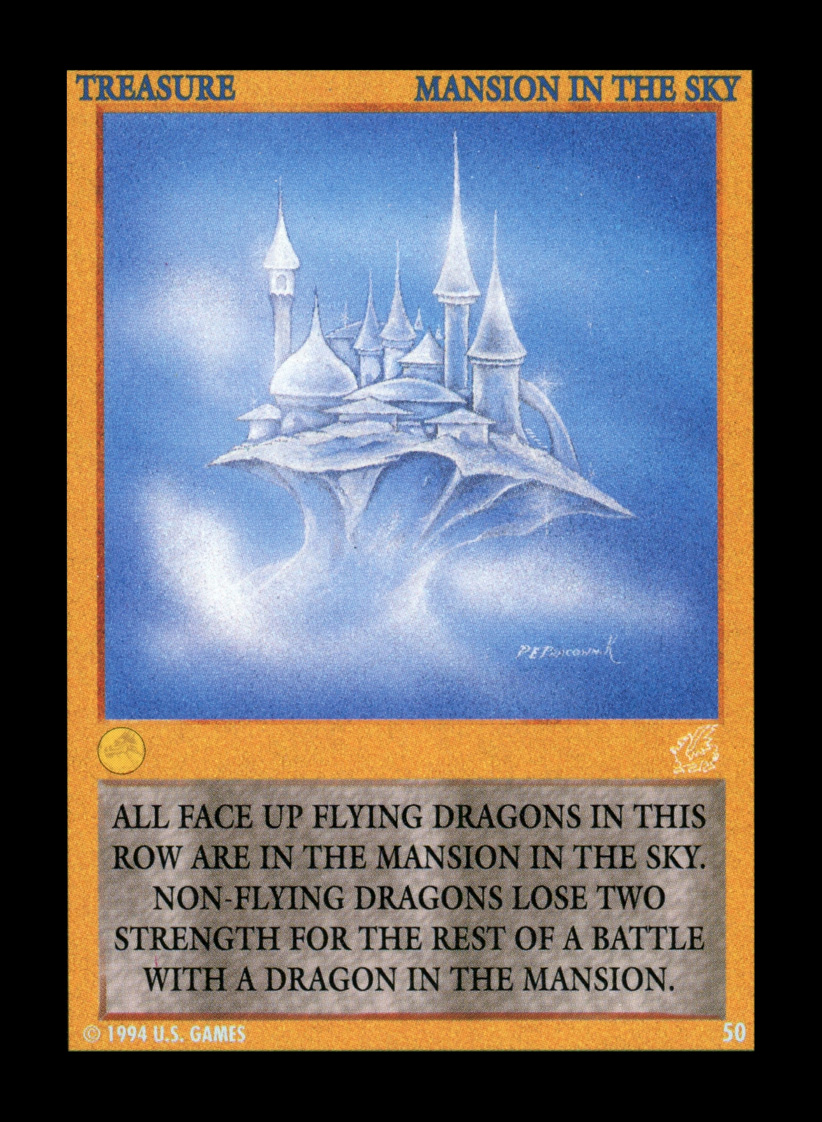 TREASURE MANSION IN THE SKY
ALL FACE UP FLYING DRAGONS IN THIS
ROW ARE IN THE MANSION IN THE SKY.
NON-FLYING DRAGONS LOSE TWO
STRENGTH FOR THE REST OF A BATTLE
WITH A DRAGON IN THE MANSION.
© 1994 U.S. GAMES 50